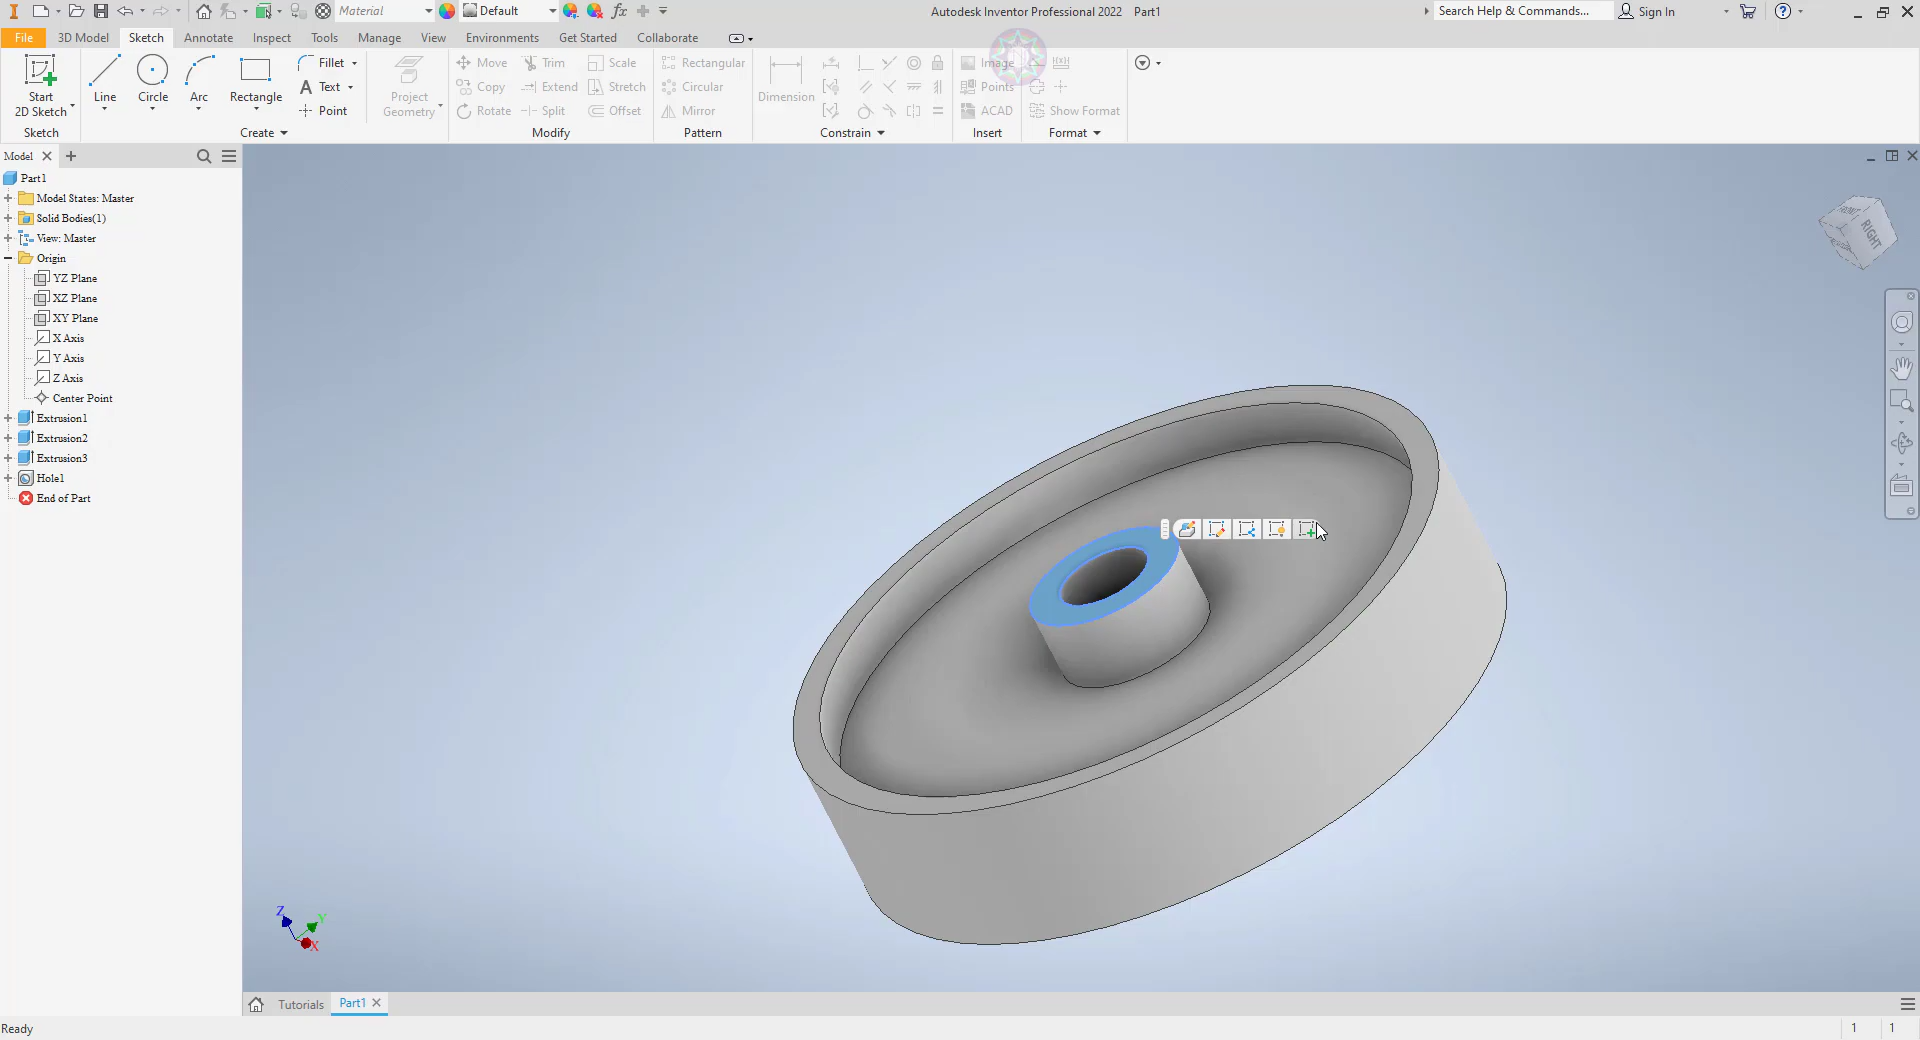 Material
Default
Autodesk Inventor Professional 2022 Part1
Search Help & Commands...
Sign In
File
3D Model
Sketch
Annotate
Inspect
Tools
Manage
View
Environments
Get Started
Collaborate
Start
2D Sketch
Line
Circle
Arc
Rectangle
Fillet
Text
Point
Project
Geometry
Move
Copy
Rotate
Trim
Extend
Split
Scale
Stretch
Offset
Rectangular
Circular
Mirror
Dimension
Image
Points
ACAD
Show Format
Sketch
Create
Modify
Pattern
Constrain
Insert
Format
Model
Part1
Model States: Master
Solid Bodies(1)
View: Master
Origin
YZ Plane
XZ Plane
XY Plane
X Axis
Y Axis
Z Axis
Center Point
Extrusion1
Extrusion2
Extrusion3
Hole1
End of Part
FRONT
RIGHT
Z
Y
X
Tutorials
Part1
Ready
1
1